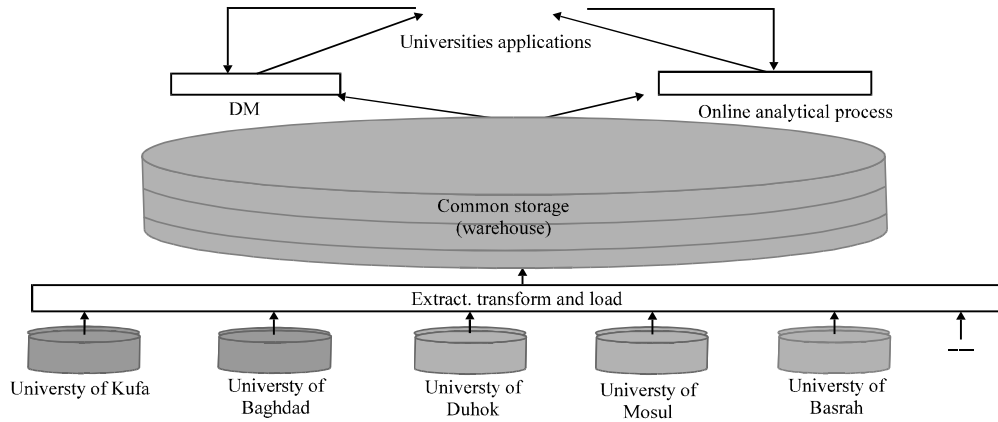 Universities applications
DM
Online analytical process
Common storage
(warehouse)
Extract. transform and load
Universty of Kufa
Universty of
Baghdad
Universty of
Duhok
Universty of
Mosul
Universty of
Basrah